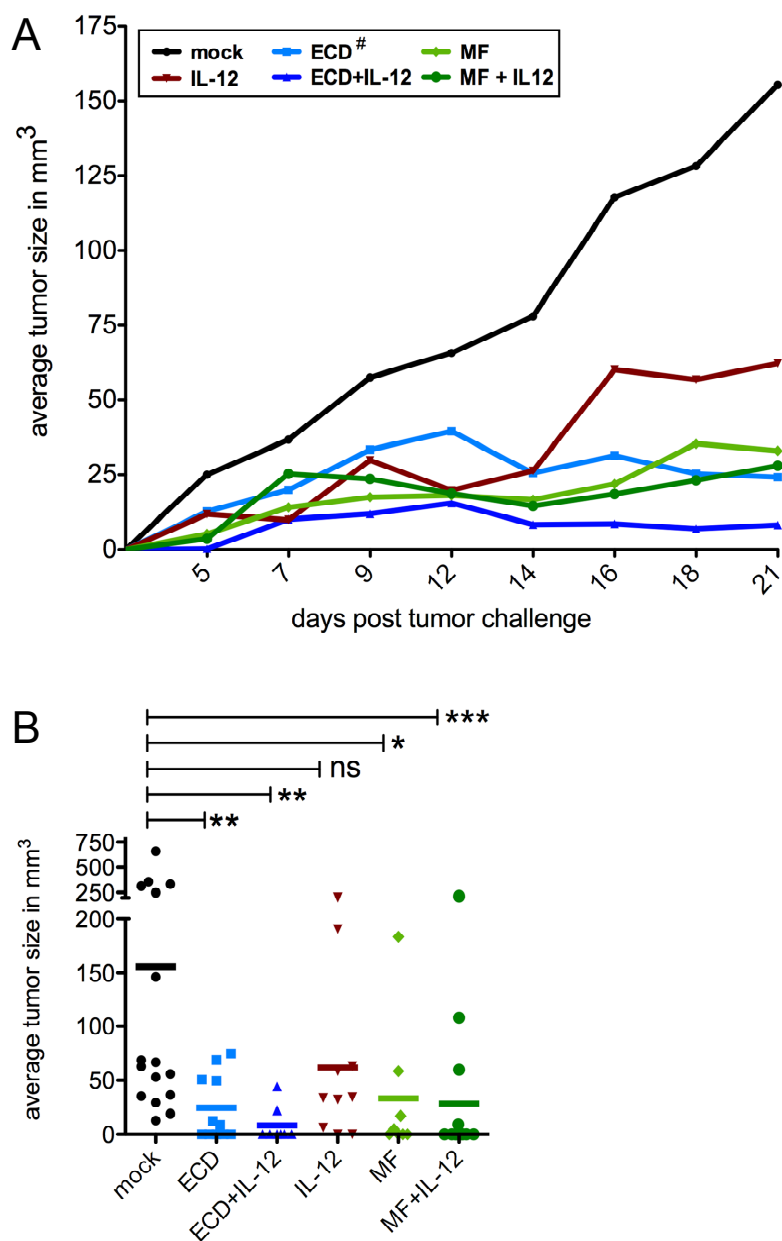 A
175
150
125
100
75
50
25
0
average tumor size in mm3
mock ECD# MF
IL-12 ECD+IL-12 MF + IL12
5 7 9 12 14 16 18 21
days post tumor challenge
B
***
*
ns
**
**
750
500
250
200
150
100
50
0
average tumor size in mm3
mock ECD ECD+IL-12 IL-12 MF MF+IL-12